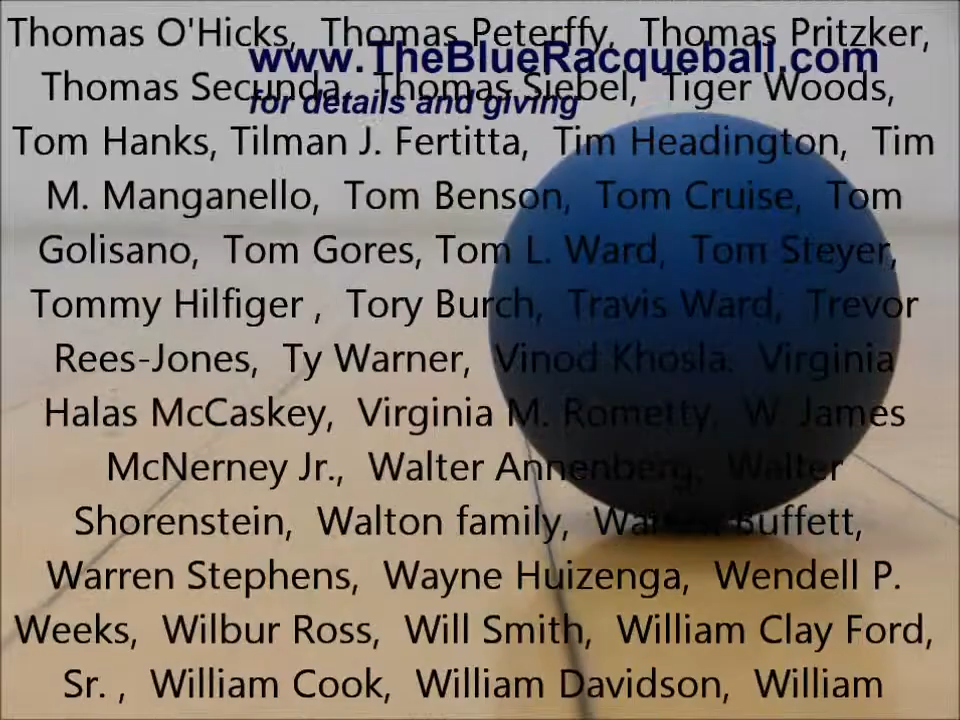 Thomas O'Hicks, Thomas Peterffy, Thomas Pritzker,
www.TheBlueRacqueball.com
Thomas Secunda, Thomas Siebel, Tiger Woods,
for details and giving
Tom Hanks, Tilman J. Fertitta, Tim Headington, Tim
M. Manganello, Tom Benson, Tom Cruise, Tom
Golisano, Tom Gores, Tom L. Ward, Tom Steyer,
Tommy Hilfiger , Tory Burch, Travis Ward, Trevor
Rees-Jones, Ty Warner, Vinod Khosla. Virginia
Halas McCaskey, Virginia M. Rometty, W. James
McNerney Jr., Walter Annenberg, Walter
Shorenstein, Walton family, Warren Buffett,
Warren Stephens, Wayne Huizenga, Wendell P.
Weeks, Wilbur Ross, Will Smith, William Clay Ford,
Sr. , William Cook, William Davidson, William